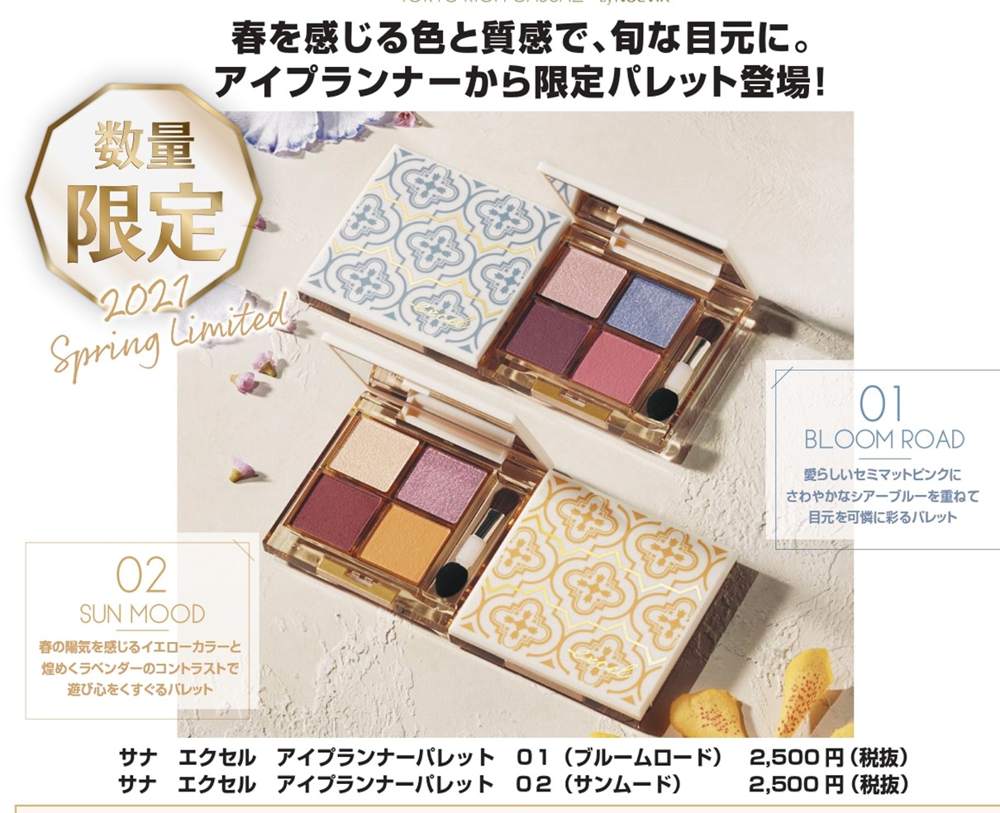 春を感じる色と質感で、旬な目元に。
アイプランナーから限定パレット登場!
数量
限定
2021
Spring Limited
excel
01
BLOOM ROAD
愛らしいセミマットピンクに
さわやかなシアーブルーを重ねて
目元を可憐に彩るパレット
02
SUN MOOD
春の陽気を感じるイエローカラーと
煌めくラベンダーのコントラストで
遊び心をくすぐるパレット
excel
サナ エクセル アイプランナーパレット 01(ブルームロード) 2,500円(税抜)
サナ エクセル アイプランナーパレット 02(サンムード) 2,500円(税抜)